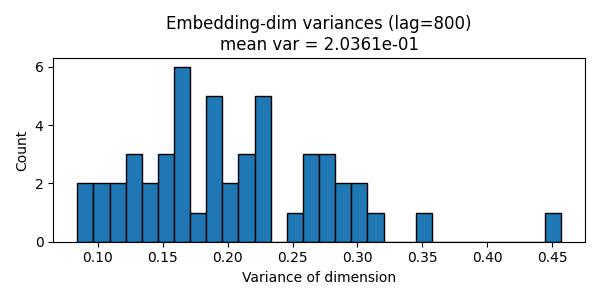 Embedding-dim variances (lag=800)
mean var = 2.0361e-01
Count
6
4
2
0
0.10 0.15 0.20 0.25 0.30 0.35 0.40 0.45
Variance of dimension